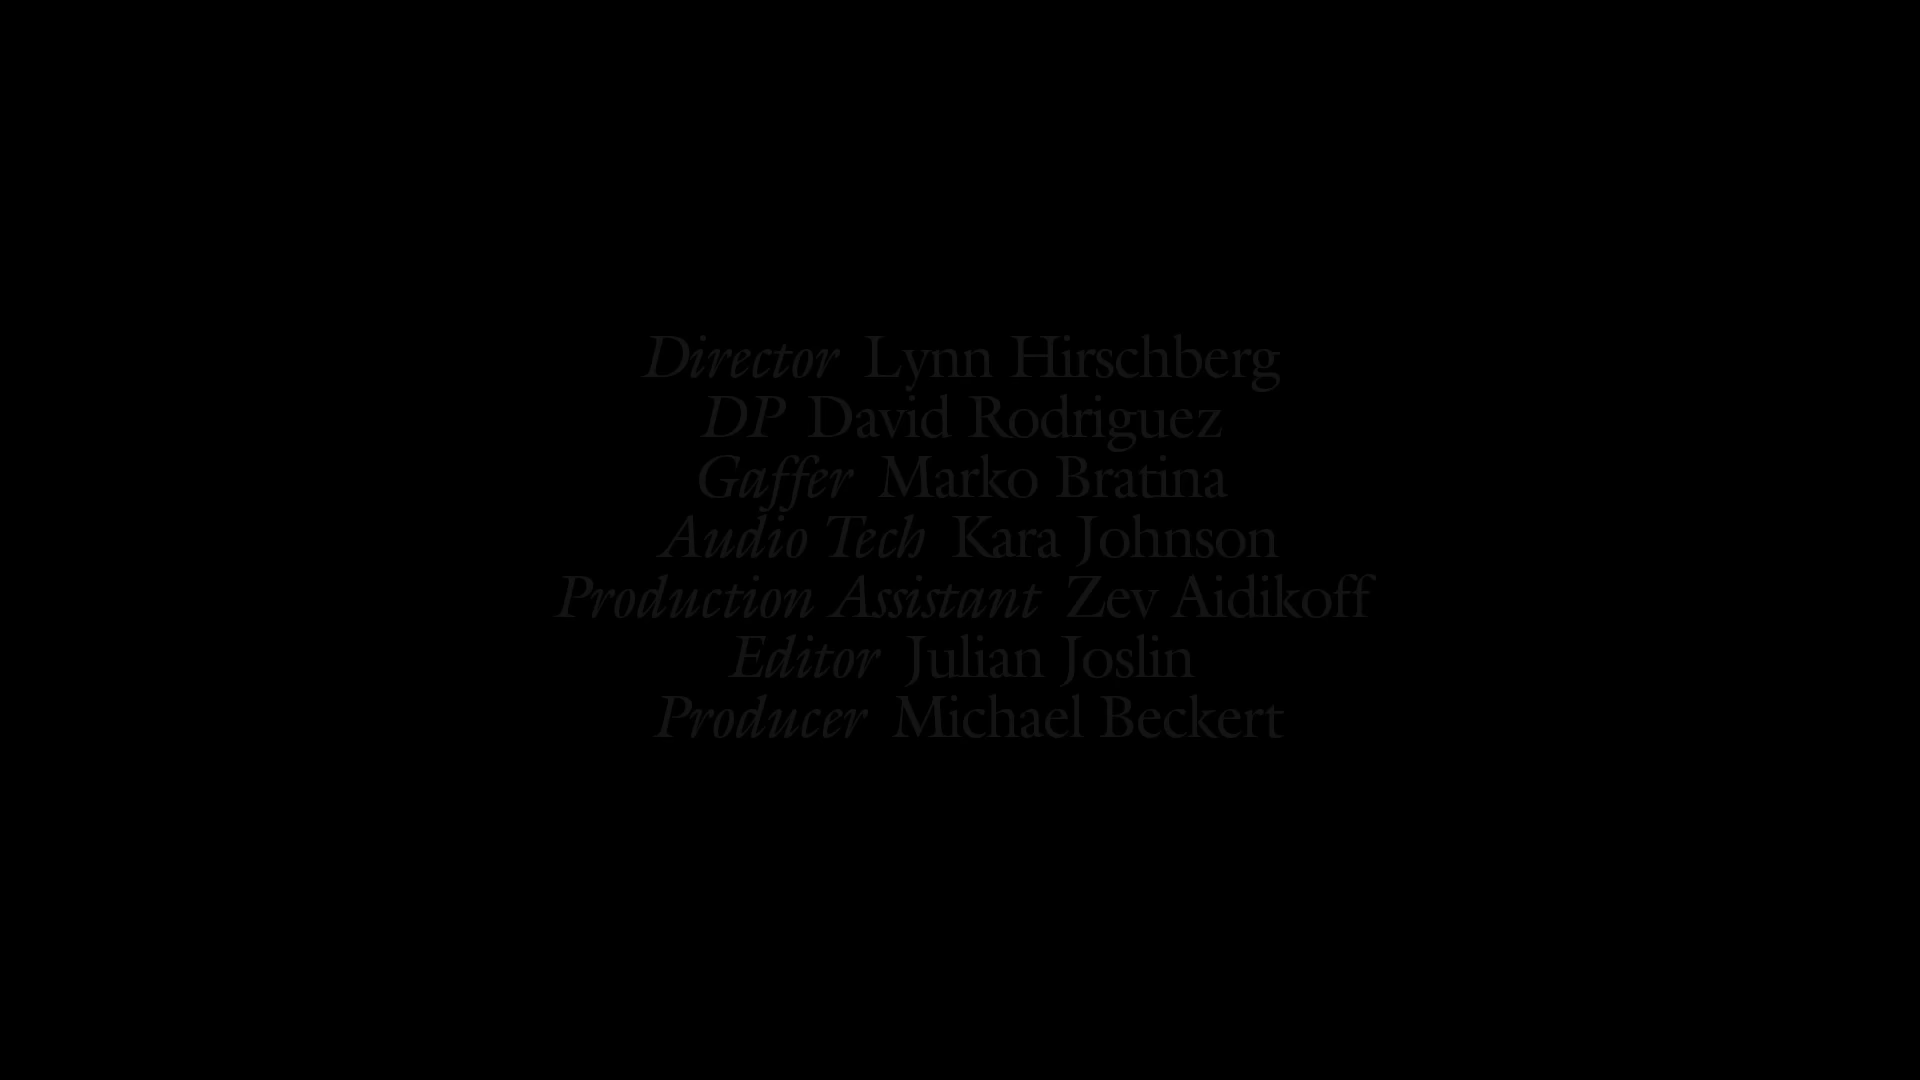 Director Lynn Hirschberg
DP David Rodriguez
Gaffer Marko Bratina
Audio Tech Kara Johnson
Production Assistant Zev Aidikoff
Editor Julian Joslin
Producer Michael Beckert